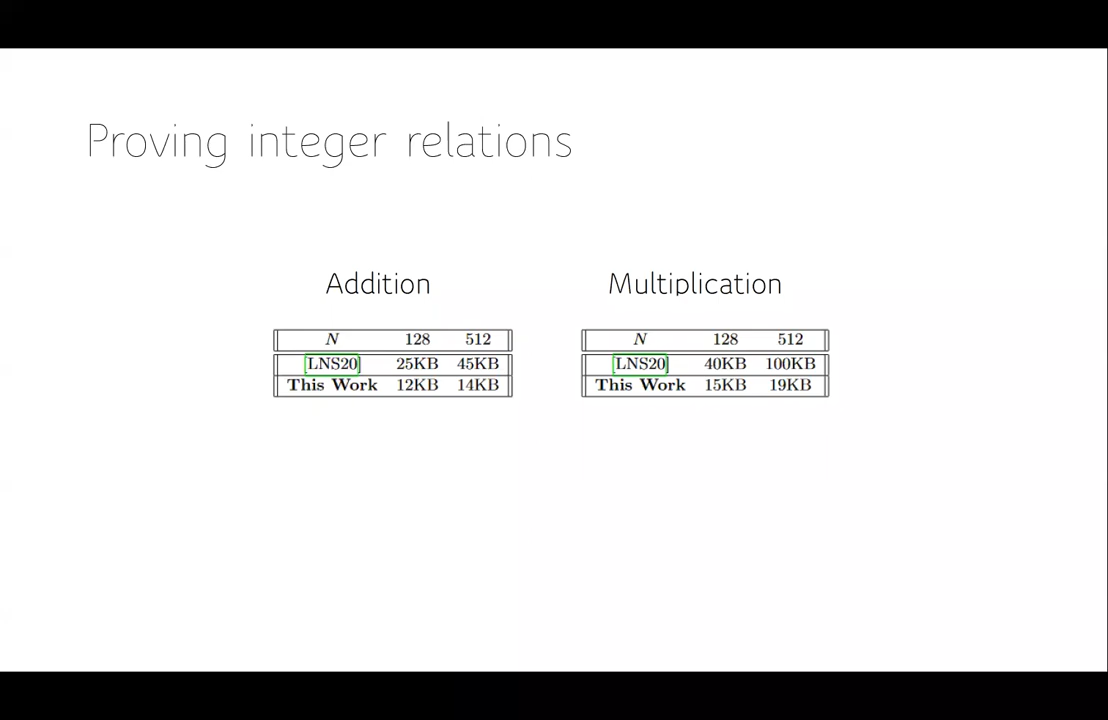 Proving integer relations
Addition
N 128 512
[LNS20] 25KB 45KB
This Work 12KB 14KB
Multiplication
N 128 512
[LNS20] 40KB 100KB
This Work 15KB 19KB